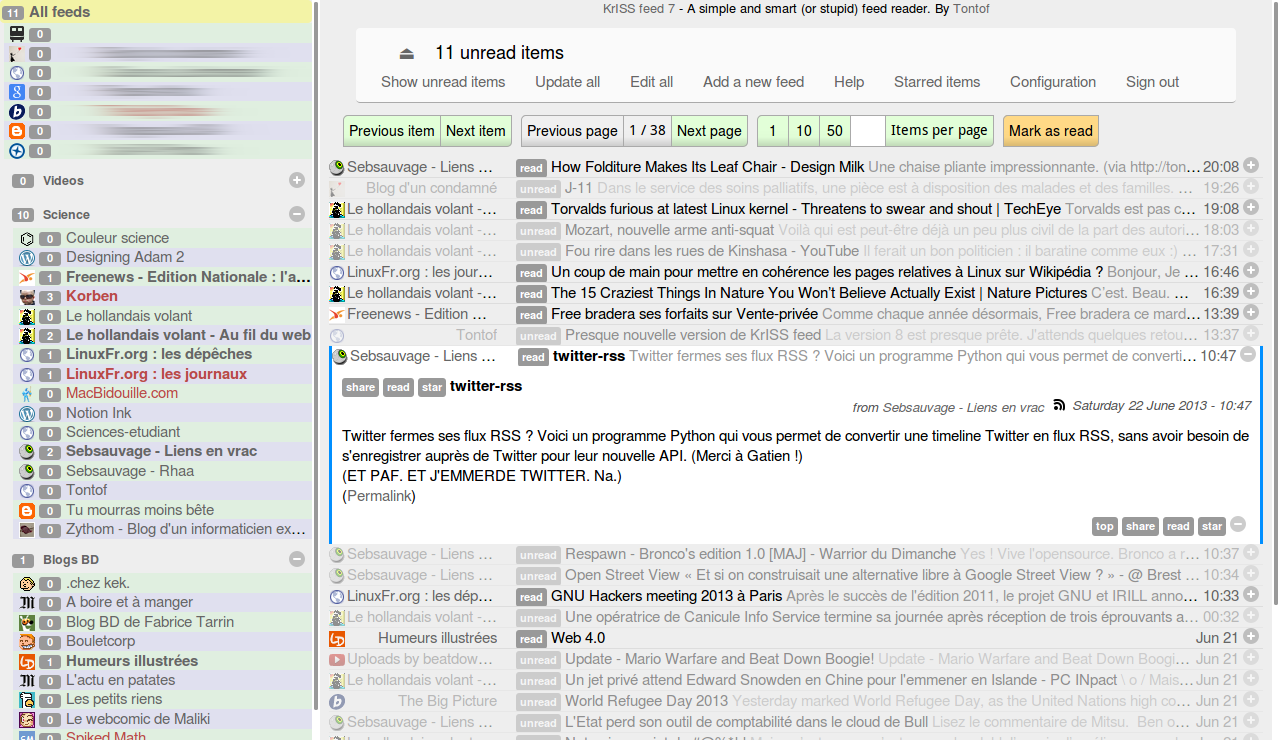 11 All feeds
0
0
0
0
0
0
0
0 Videos
10 Science
0 Couleur science
0 Designing Adam 2
1 Freenews - Edition Nationale : l'a...
3 Korben
0 Le hollandais volant
2 Le hollandais volant - Au fil du web
1 LinuxFr.org : les dépêches
1 LinuxFr.org : les journaux
0 MacBidouille.com
0 Notion Ink
0 Sciences-etudiant
2 Sebsauvage - Liens en vrac
0 Sebsauvage - Rhaa
0 Tontof
0 Tu mourras moins bête
0 Zythom - Blog d'un informaticien ex...
1 Blogs BD
0 .chez kek.
0 A boire et à manger
0 Blog BD de Fabrice Tarrin
0 Bouletcorp
1 Humeurs illustrées
0 L'actu en patates
0 Les petits riens
0 Le webcomic de Maliki
Spiked Math
KrISS feed 7 - A simple and smart (or stupid) feed reader. By Tontof
⏏ 11 unread items
Show unread items Update all Edit all Add a new feed Help Starred items Configuration Sign out
Previous item Next item Previous page 1 / 38 Next page 1 10 50 Items per page Mark as read
Sebsauvage - Liens ... read How Folditure Makes Its Leaf Chair - Design Milk Une chaise pliante impressionnante. (via http://ton... 20:08
Blog d'un condamné unread J-11 Dans le service des soins palliatifs, une pièce est à disposition des malades et des familles. ... 19:26
Le hollandais volant -... read Torvalds furious at latest Linux kernel - Threatens to swear and shout | TechEye Torvalds est pas c... 19:08
Le hollandais volant -... unread Mozart, nouvelle arme anti-squat Voilà qui est peut-être déjà un peu plus civil de la part des autori... 18:03
Le hollandais volant -... unread Fou rire dans les rues de Kinshasa - YouTube Il ferait un bon politicien : il baratine comme eux :) 17:31
LinuxFr.org : les jour... read Un coup de main pour mettre en cohérence les pages relatives à Linux sur Wikipédia ? Bonjour, Je ... 16:46
Le hollandais volant -... read The 15 Craziest Things In Nature You Won't Believe Actually Exist | Nature Pictures C'est. Beau. ... 16:39
Freenews - Edition ... read Free bradera ses forfaits sur Vente-privée Comme chaque année désormais, Free bradera ce mard... 13:39
Tontof unread Presque nouvelle version de KrISS feed La version 8 est presque prête. J'attends quelques retou... 13:37
Sebsauvage - Liens ... read twitter-rss Twitter fermes ses flux RSS ? Voici un programme Python qui vous permet de converti... 10:47
share read star twitter-rss
from Sebsauvage - Liens en vrac Saturday 22 June 2013 - 10:47
Twitter fermes ses flux RSS ? Voici un programme Python qui vous permet de convertir une timeline Twitter en flux RSS, sans avoir besoin de
s'enregistrer auprès de Twitter pour leur nouvelle API. (Merci à Gatien !)
(ET PAF. ET J'EMMERDE TWITTER. Na.)
(Permalink)
top share read star
Sebsauvage - Liens ... unread Respawn - Bronco's edition 1.0 [MAJ] - Warrior du Dimanche Yes ! Vive l'opensource. Bronco a r... 10:37
Sebsauvage - Liens ... unread Open Street View « Et si on construisait une alternative libre à Google Street View ? » - @ Brest ... 10:34
LinuxFr.org : les dép... read GNU Hackers meeting 2013 à Paris Après le succès de l'édition 2011, le projet GNU et IRILL anno... 10:33
Le hollandais volant -... unread Une opératrice de Canicule Info Service termine sa journée après réception de trois éprouvants a... 00:32
Humeurs illustrées read Web 4.0 Jun 21
Uploads by beatdow... unread Update - Mario Warfare and Beat Down Boogie! Update - Mario Warfare and Beat Down Boogi... Jun 21
Le hollandais volant -... unread Un jet privé attend Edward Snowden en Chine pour l'emmener en Islande - PC INpact \ o / Mais... Jun 21
The Big Picture unread World Refugee Day 2013 Yesterday marked World Refugee Day, as the United Nations high co... Jun 21
Sebsauvage - Liens ... unread L'Etat perd son outil de comptabilité dans le cloud de Bull Lisez le commentaire de Mitsu. Ben o... Jun 21